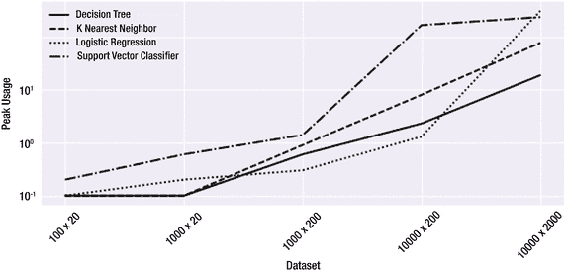 Decision Tree
K Nearest Neighbor
Logistic Regression
Support Vector Classifier
Peak Usage
10¹
10⁰
10⁻¹
100 x 20
1000 x 20
1000 x 200
10000 x 200
10000 x 2000
Dataset